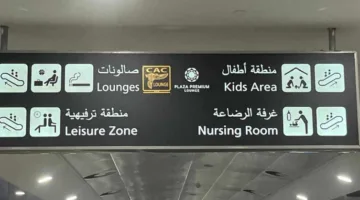 صالونات
Lounges
CAC
LOUNGE
PLAZA PREMIUM
LOUNGE
منطقة أطفال
Kids Area
منطقة ترفيهية
Leisure Zone
غرفة الرضاعة
Nursing Room